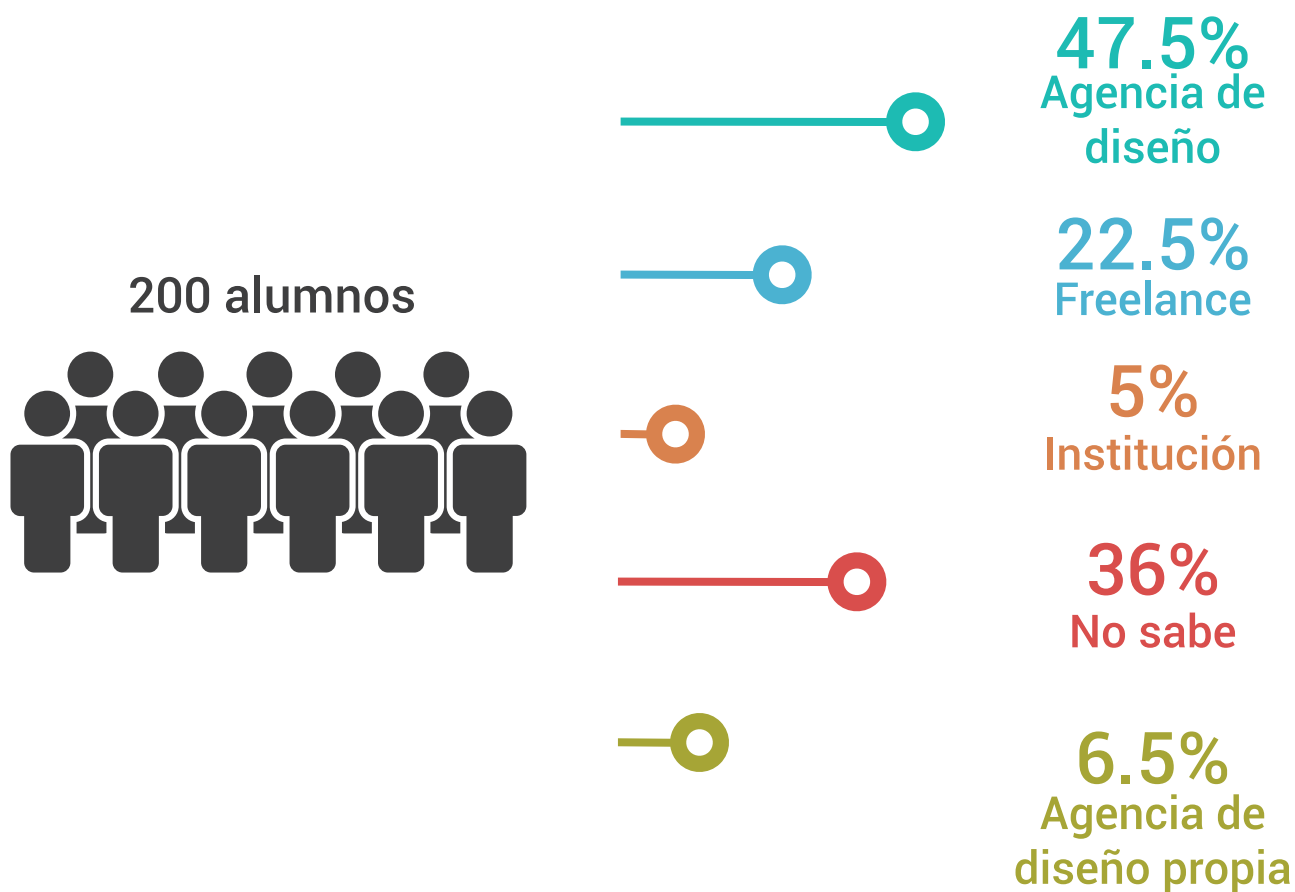 200 alumnos
47.5%
Agencia de
diseño
22.5%
Freelance
5%
Institución
36%
No sabe
6.5%
Agencia de
diseño propia